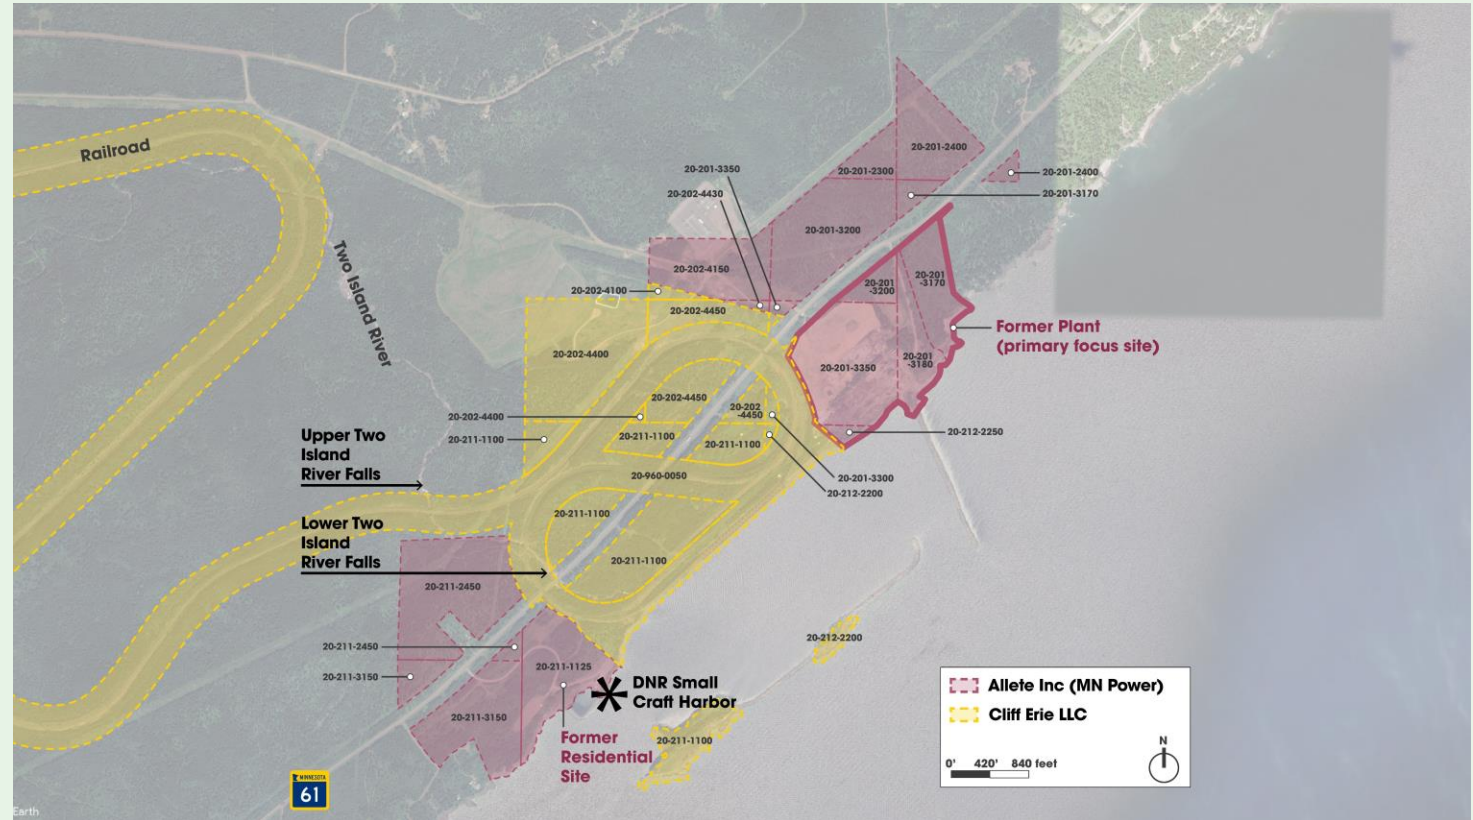 20-201-2400
20-201-3350
20-201-2300
20-201-2400
20-202-4430
20-201-3170
Railroad
20-201-3200
Two Island River
20-202-4150
20-201
-3170
20-201
-3200
20-202-4100
20-202-4450
Former Plant
(primary focus site)
20-202-4400
20-201
-3180
20-201-3350
20-202-4450
20-202
-4450
20-202-4400
20-211-1100
20-211-1100
20-211-1100
20-212-2250
Upper Two
Island
River Falls
20-960-0050
20-201-3300
20-212-2200
20-211-1100
Lower Two
Island
River Falls
20-211-1100
20-211-2450
20-212-2200
20-211-2450
20-211-1125
20-211-3150
DNR Small
Craft Harbor
20-211-3150
20-211-1100
Former
Residential
Site
Allete Inc (MN Power)
Cliff Erie LLC
N
0' 420' 840 feet
MINNESOTA
61
Earth